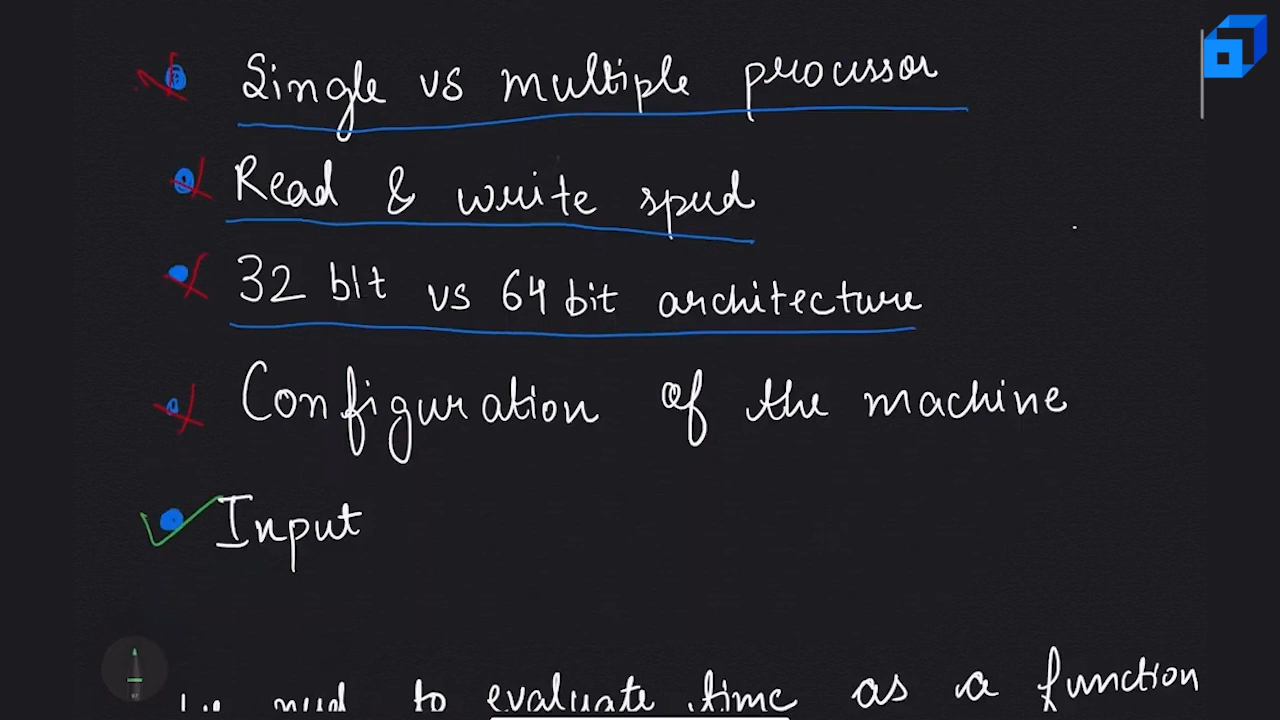 Single vs multiple processor
Read & write speed
32 bit vs 64 bit architecture
Configuration of the machine
Input
need to evaluate time as a function